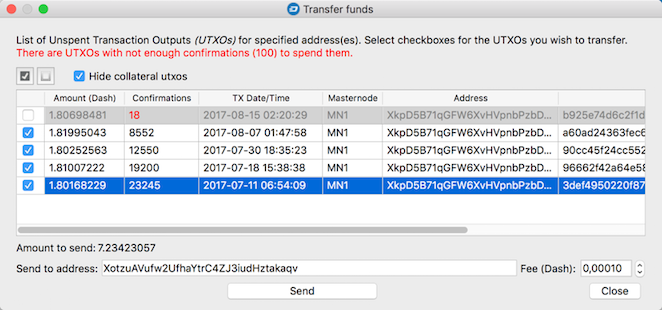 Transfer funds
List of Unspent Transaction Outputs (UTXOs) for specified address(es). Select checkboxes for the UTXOs you wish to transfer.
There are UTXOs with not enough confirmations (100) to spend them.
Hide collateral utxos
Amount (Dash) Confirmations TX Date/Time Masternode Address
1.80698481 18 2017-08-15 02:20:29 MN1 XkpD5B71qGFW6XvHVpnbPzbD... b925e74d6c2f1d
1.81995043 8552 2017-08-07 01:47:58 MN1 XkpD5B71qGFW6XvHVpnbPzbD... a60ad24363fec6
1.80252563 12550 2017-07-30 18:35:23 MN1 XkpD5B71qGFW6XvHVpnbPzbD... 90cc45f24cc552
1.81007222 19200 2017-07-18 15:38:38 MN1 XkpD5B71qGFW6XvHVpnbPzbD... 96662f42a64e58
1.80168229 23245 2017-07-11 06:54:09 MN1 XkpD5B71qGFW6XvHVpnbPzbD... 3def4950220f87
Amount to send: 7.23423057
Send to address: XotzuAVufw2UfhaYtrC4ZJ3iudHztakaqv Fee (Dash): 0,00010
Send Close